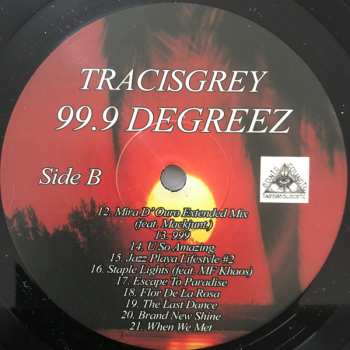 TRACISGREY
99.9 DEGREEZ
Side B
12. Mira D' Ouro Extended Mix
(feat. Mackjunt.)
13- 999
14. U So Amazing
15. Jazz Playa Lifestyle #2
16. Staple Lights (feat. MF Khaos)
17. Escape To Paradise
18. Flor De La Rosa
19. The Last Dance
20. Brand New Shine
21. When We Met